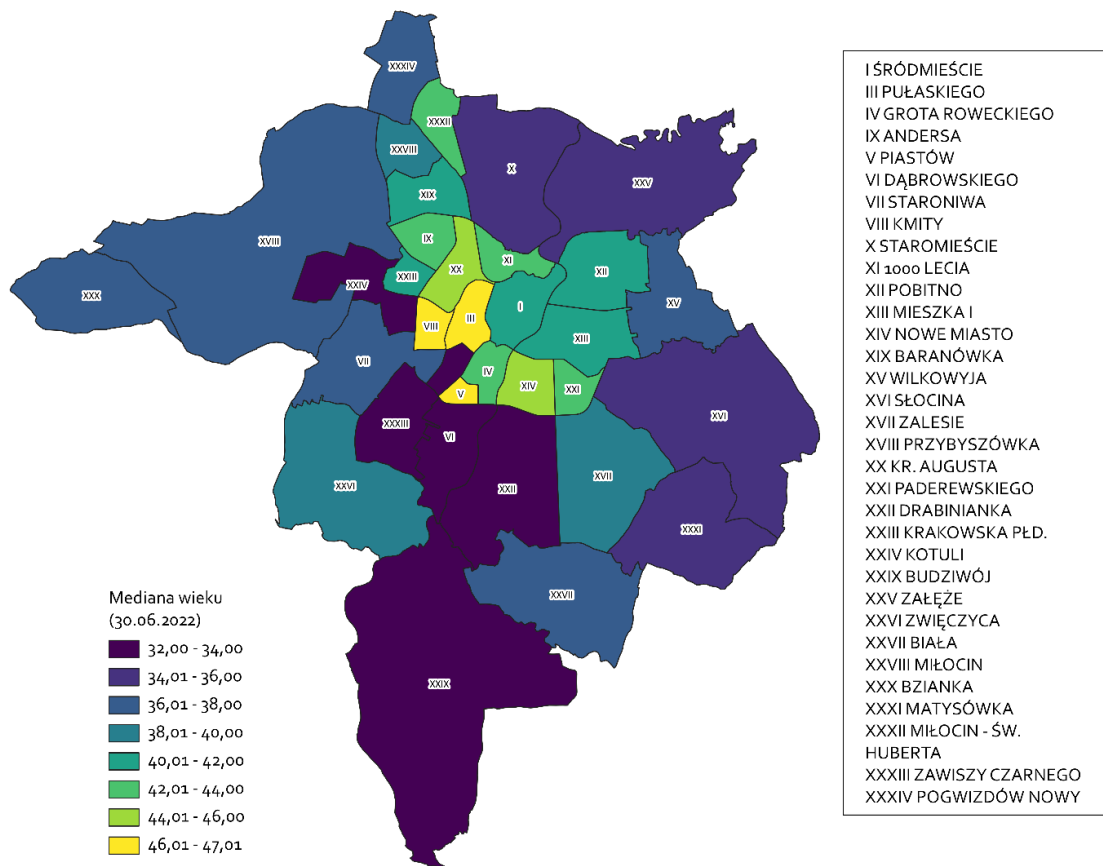 XXXIV
XXXII
XXVIII
X
XXV
XIX
IX
XVIII
XX
XI
XII
XXIII
XXIV
XXX
XV
I
VIII
III
XIII
VII
IV
XIV
XXI
V
XVI
XXXIII
VI
XXVI
XXII
XVII
XXXI
XXVII
XXIX
Mediana wieku
(30.06.2022)
32,00 - 34,00
34,01 - 36,00
36,01 - 38,00
38,01 - 40,00
40,01 - 42,00
42,01 - 44,00
44,01 - 46,00
46,01 - 47,01
I ŚRÓDMIEŚCIE
III PUŁASKIEGO
IV GROTA ROWECKIEGO
IX ANDERSA
V PIASTÓW
VI DĄBROWSKIEGO
VII STARONIWA
VIII KMITY
X STAROMIEŚCIE
XI 1000 LECIA
XII POBITNO
XIII MIESZKA I
XIV NOWE MIASTO
XIX BARANÓWKA
XV WILKOWYJA
XVI SŁOCINA
XVII ZALESIE
XVIII PRZYBYSZÓWKA
XX KR. AUGUSTA
XXI PADEREWSKIEGO
XXII DRABINIANKA
XXIII KRAKOWSKA PŁD.
XXIV KOTULI
XXIX BUDZIWÓJ
XXV ZAŁĘŻE
XXVI ZWIĘCZYCA
XXVII BIAŁA
XXVIII MIŁOCIN
XXX BZIANKA
XXXI MATYSÓWKA
XXXII MIŁOCIN - ŚW.
HUBERTA
XXXIII ZAWISZY CZARNEGO
XXXIV POGWIZDÓW NOWY